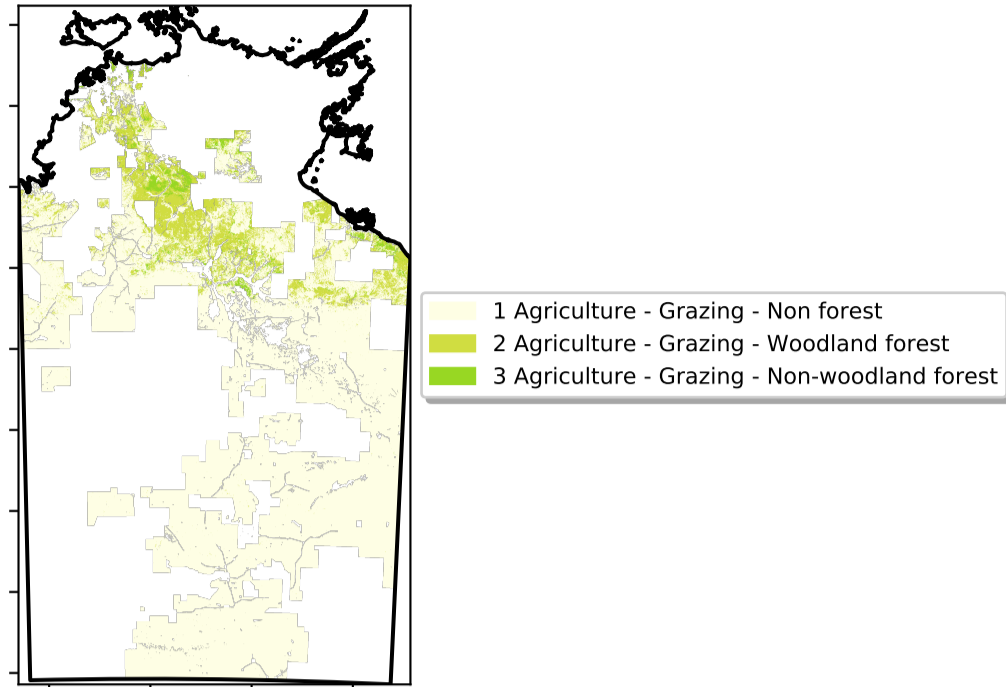 1 Agriculture - Grazing - Non forest
2 Agriculture - Grazing - Woodland forest
3 Agriculture - Grazing - Non-woodland forest